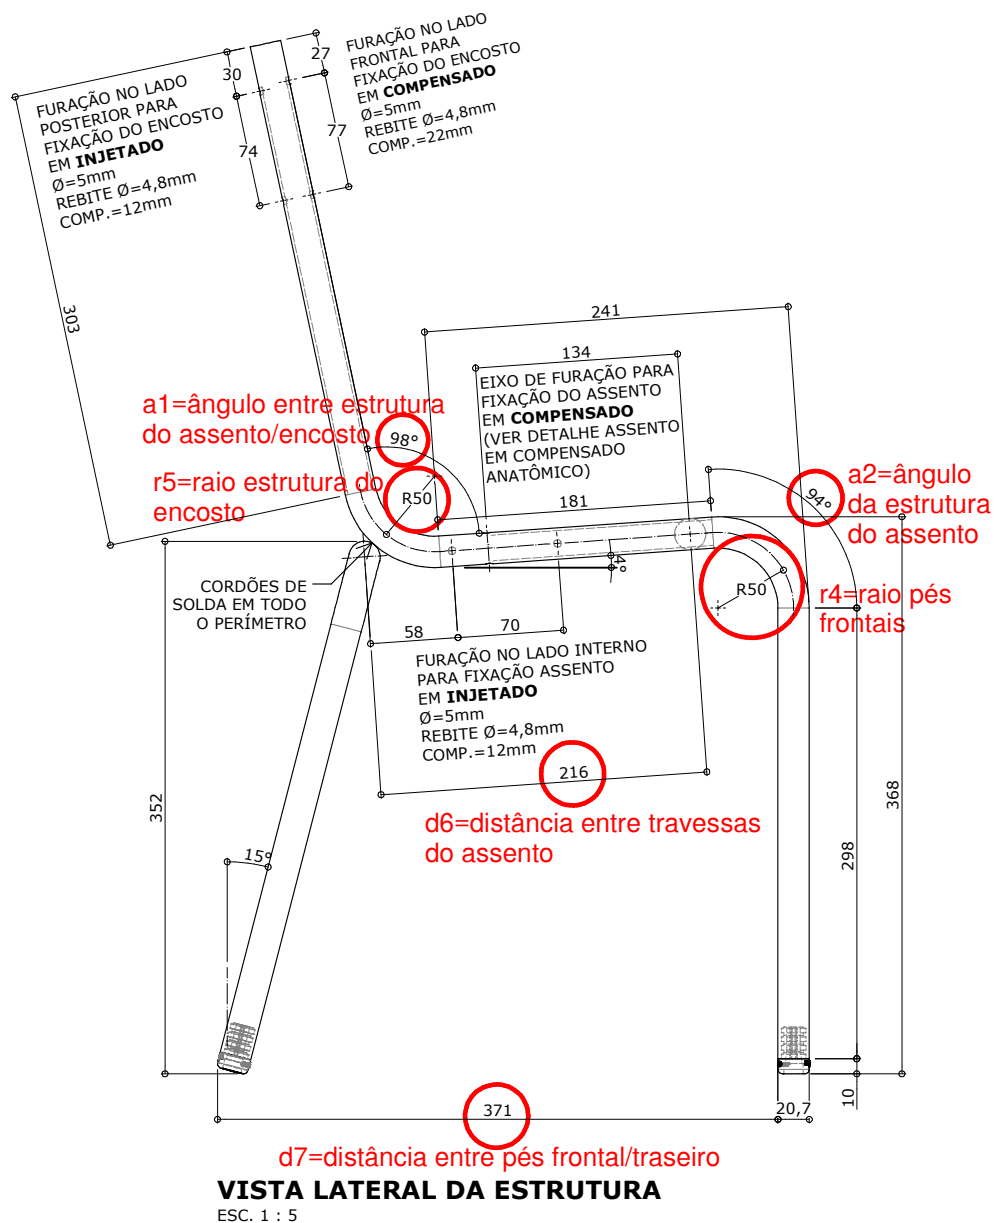 FURAÇÃO NO LADO
POSTERIOR PARA
FIXAÇÃO DO ENCOSTO
EM INJETADO
Ø=5mm
REBITE Ø=4,8mm
COMP.=12mm
30
74
27
77
FURAÇÃO NO LADO
FRONTAL PARA
FIXAÇÃO DO ENCOSTO
EM COMPENSADO
Ø=5mm
REBITE Ø=4,8mm
COMP.=22mm
303
241
134
EIXO DE FURAÇÃO PARA
FIXAÇÃO DO ASSENTO
EM COMPENSADO
(VER DETALHE ASSENTO
EM COMPENSADO
ANATÔMICO)
181
a1=ângulo entre estrutura
do assento/encosto
98°
r5=raio estrutura do
encosto
R50
a2=ângulo
da estrutura
do assento
94°
4°
R50
r4=raio pés
frontais
CORDÕES DE
SOLDA EM TODO
O PERÍMETRO
58
70
FURAÇÃO NO LADO INTERNO
PARA FIXAÇÃO ASSENTO
EM INJETADO
Ø=5mm
REBITE Ø=4,8mm
COMP.=12mm
216
d6=distância entre travessas
do assento
352
15°
368
298
10
371
20,7
d7=distância entre pés frontal/traseiro
VISTA LATERAL DA ESTRUTURA
ESC. 1 : 5